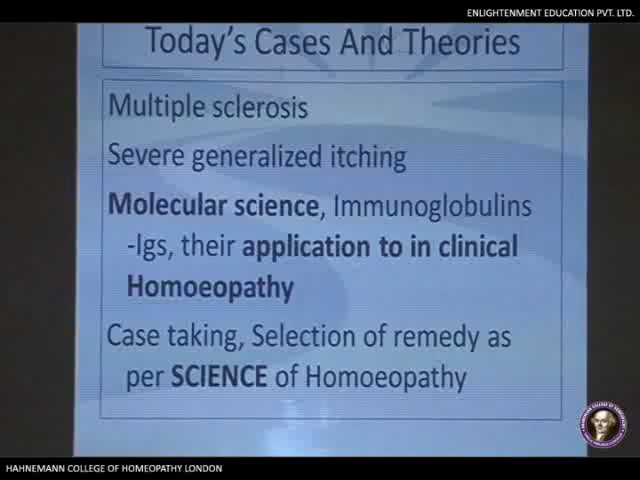 ENLIGHTENMENT EDUCATION PVT. LTD.
Today's Cases And Theories
Multiple sclerosis
Severe generalized itching
Molecular science, Immunoglobulins
-Igs, their application to in clinical
Homoeopathy
Case taking, Selection of remedy as
per SCIENCE of Homoeopathy
HAHNEMANN COLLEGE OF HOMEOPATHY LONDON